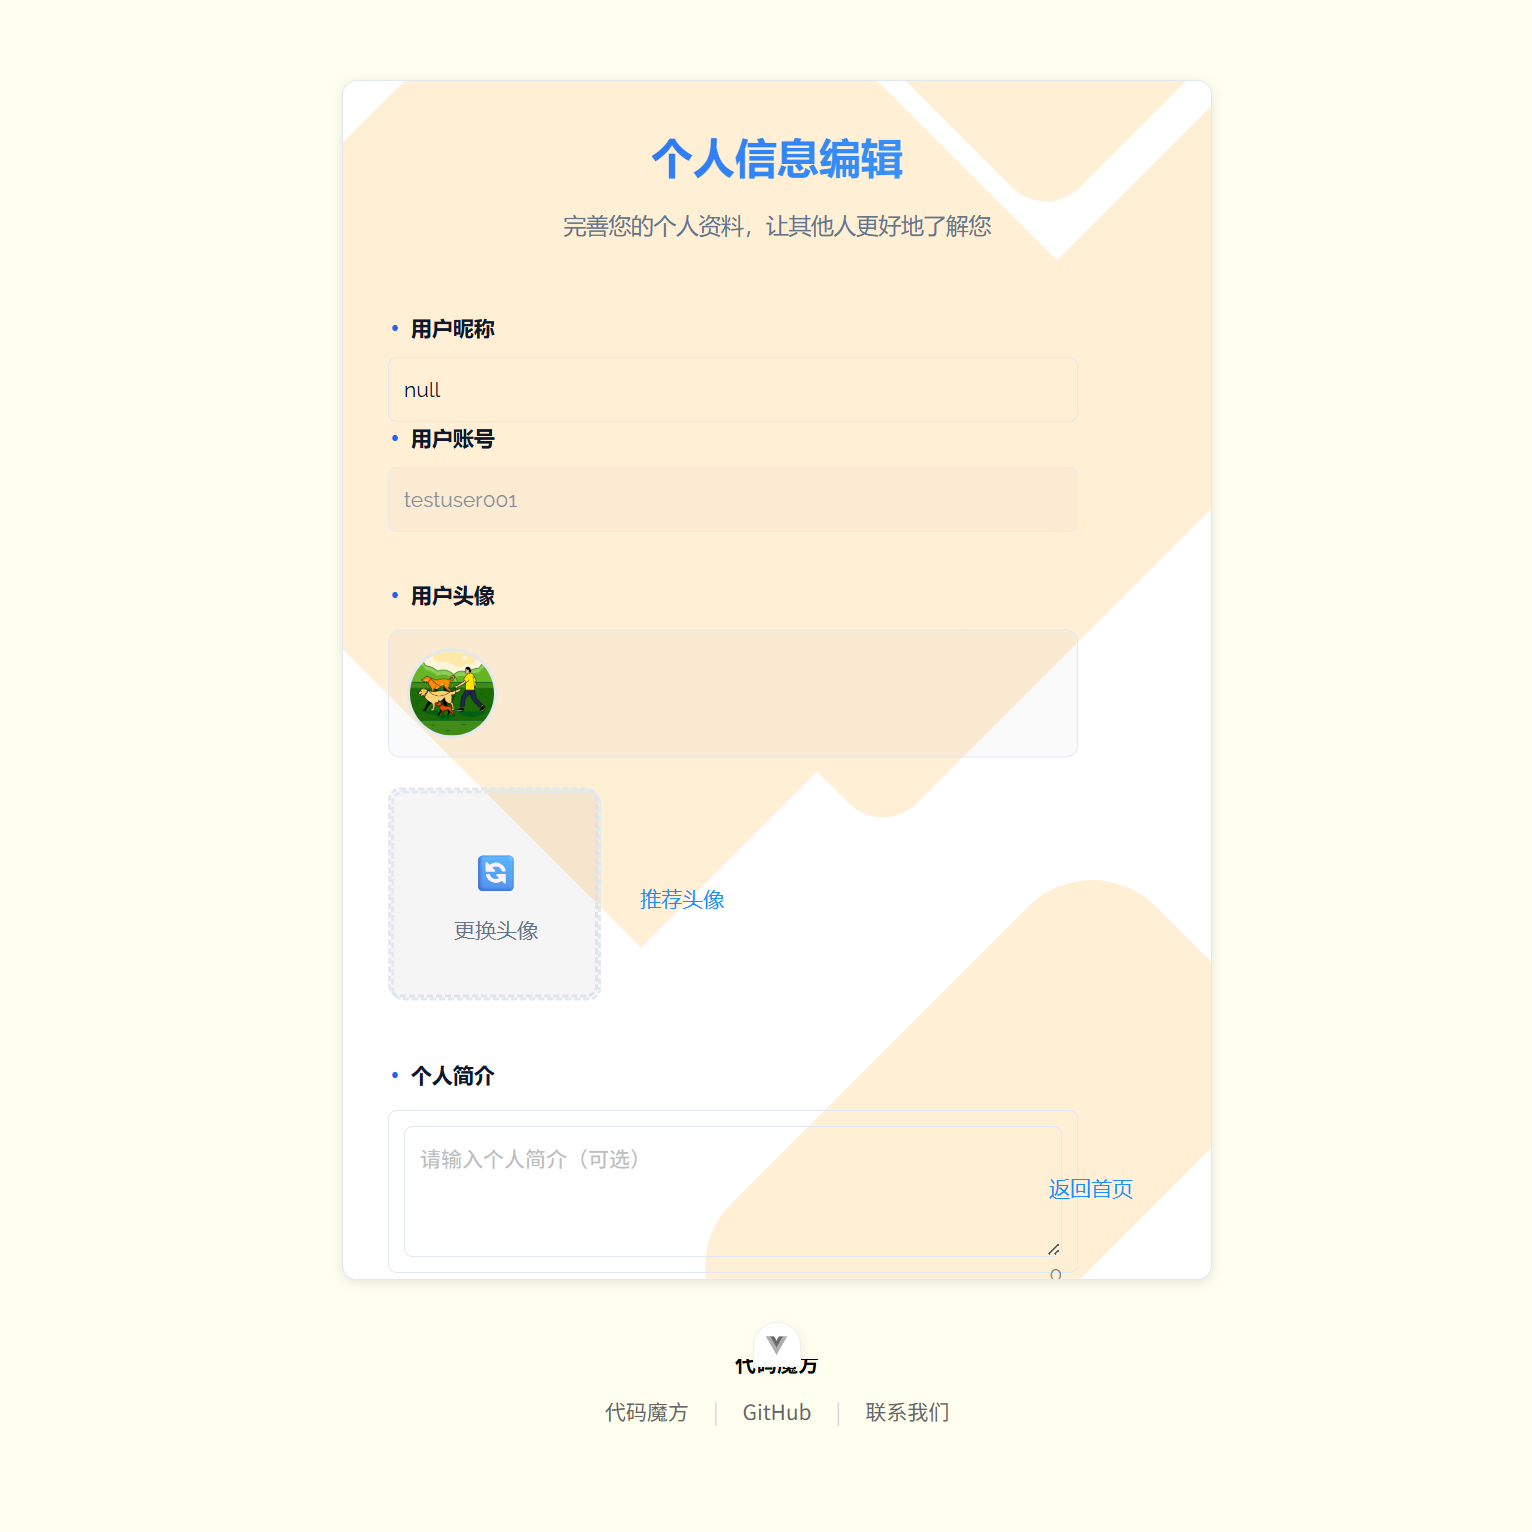 个人信息编辑
完善您的个人资料，让其他人更好地了解您
• 用户昵称
null
• 用户账号
testuser001
• 用户头像
更换头像
推荐头像
• 个人简介
请输入个人简介（可选）
返回首页
0
代码魔方
代码魔方 | GitHub | 联系我们